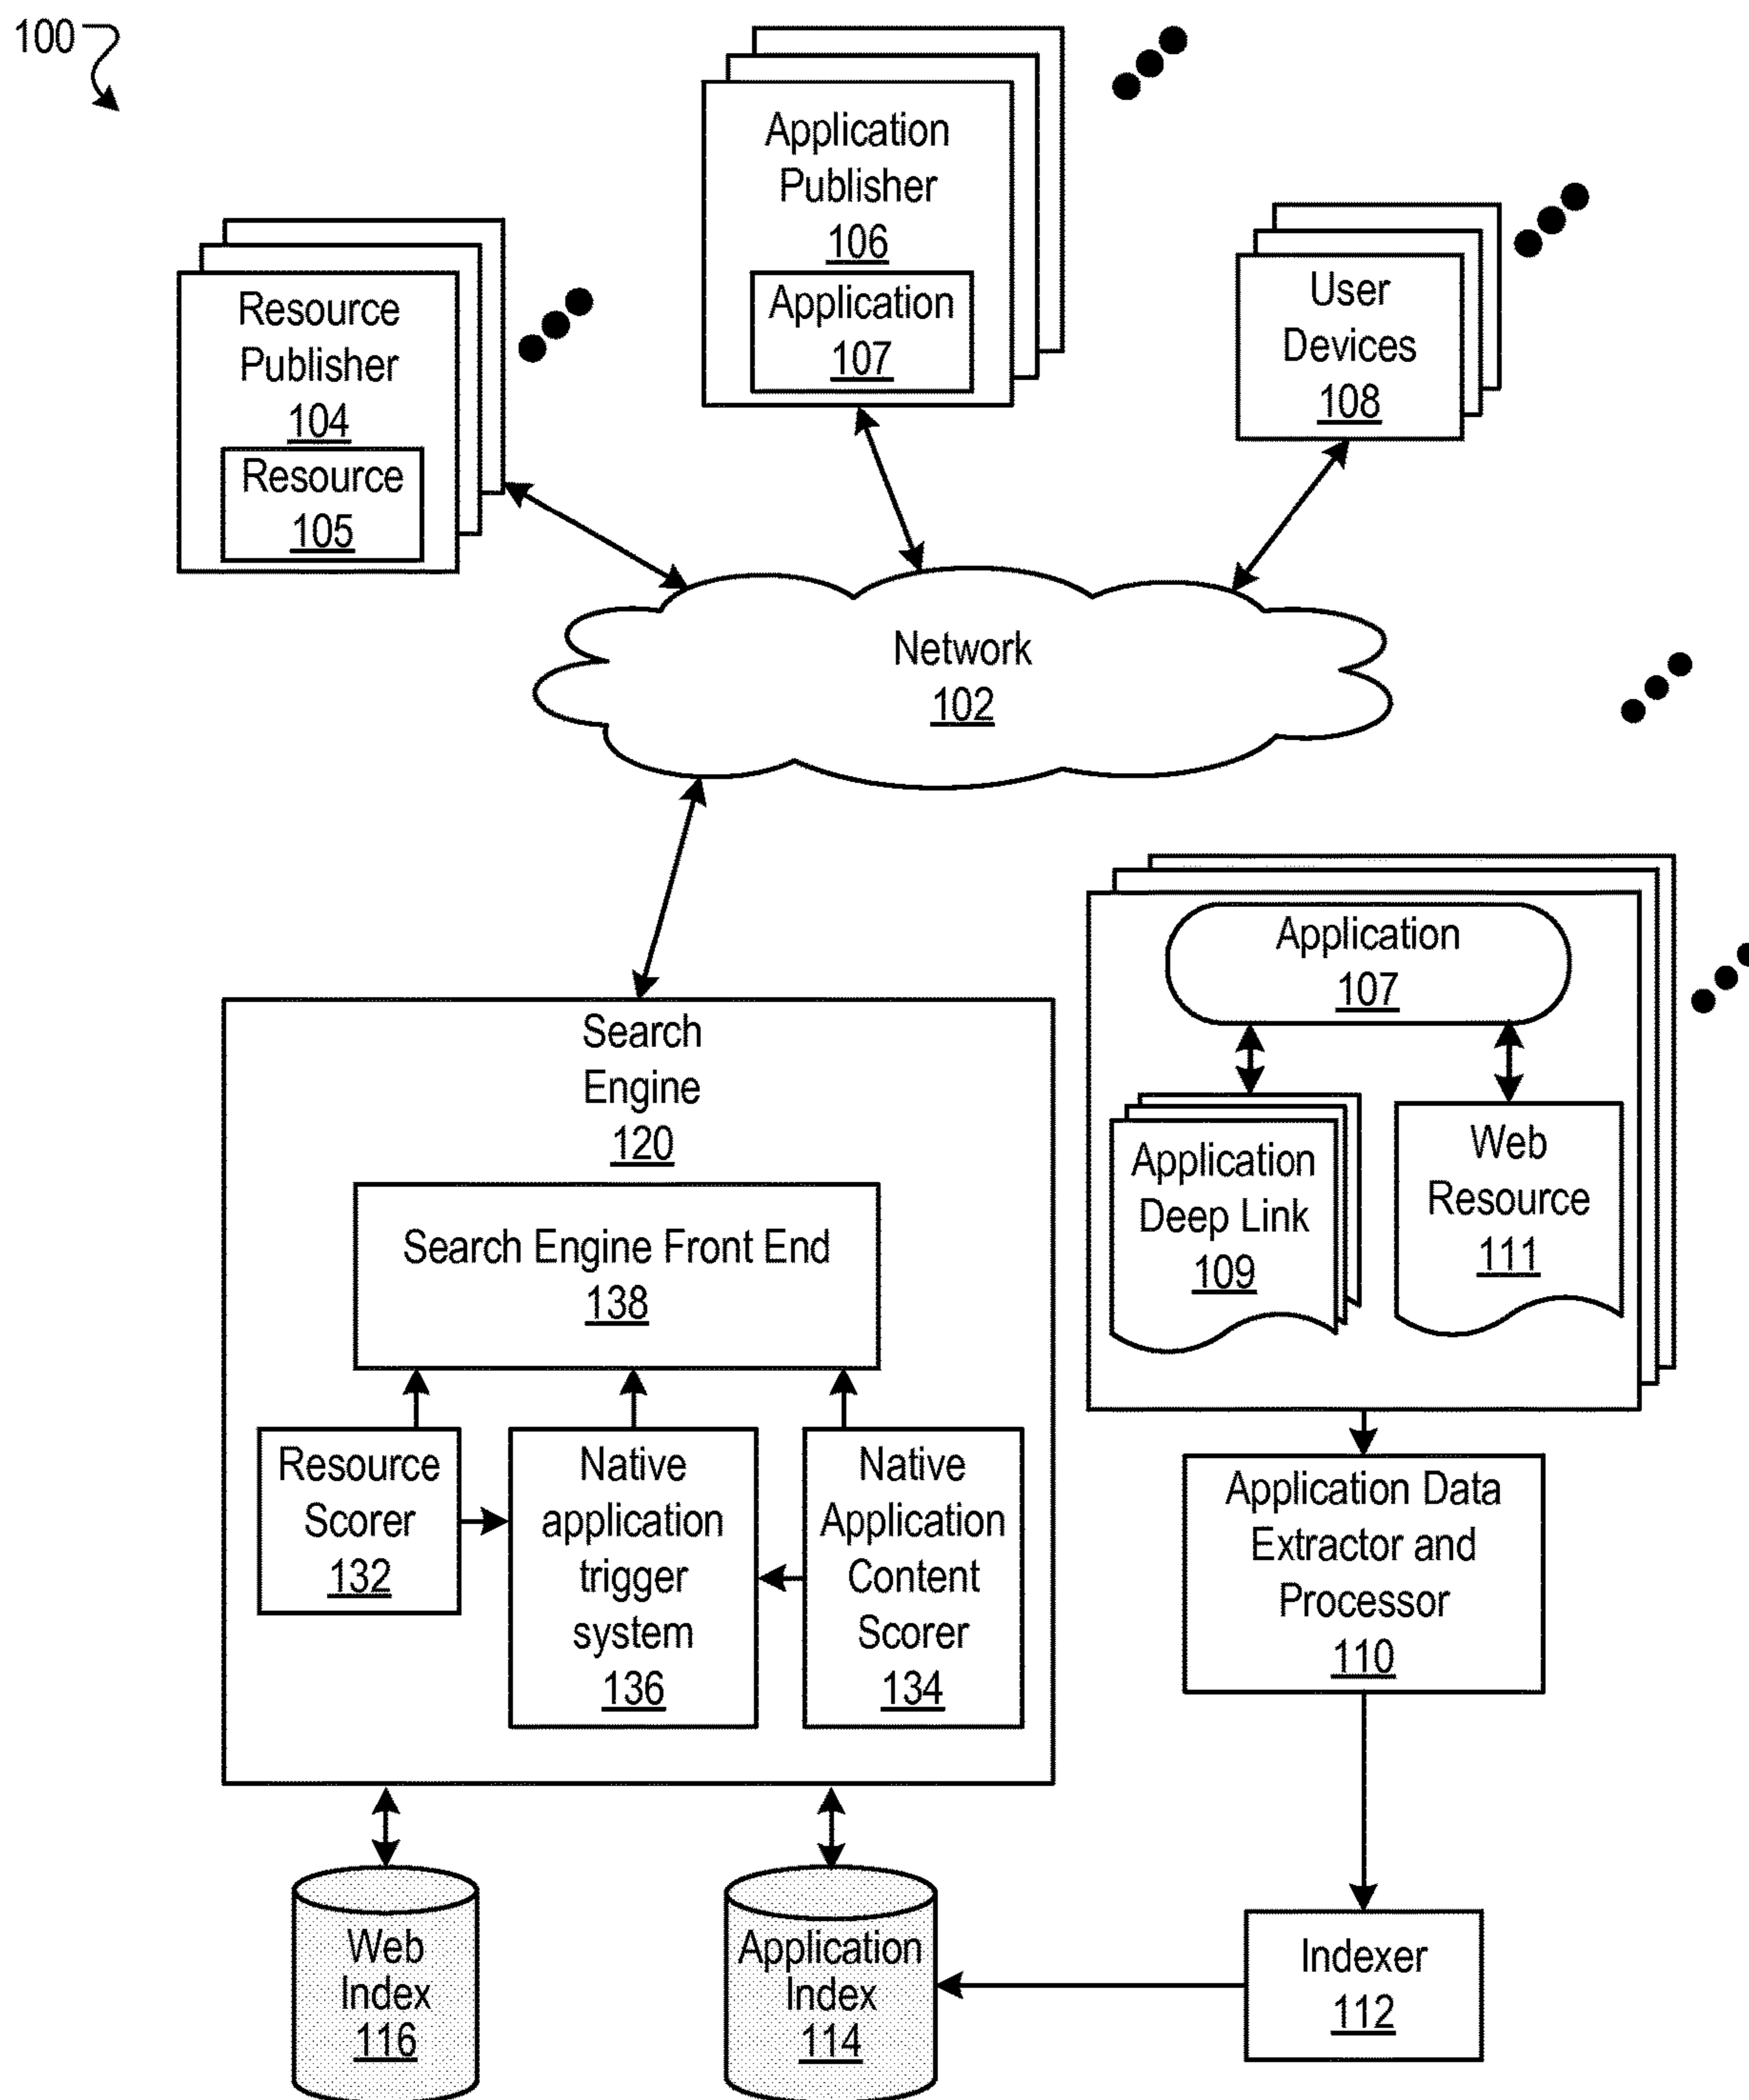 100
Application
Publisher
106
Application
107
Resource
Publisher
104
Resource
105
User
Devices
108
Network
102
Search
Engine
120
Search Engine Front End
138
Resource
Scorer
132
Native
application
trigger
system
136
Native
Application
Content
Scorer
134
Application
107
Application
Deep Link
109
Web
Resource
111
Application Data
Extractor and
Processor
110
Web
Index
116
Application
Index
114
Indexer
112